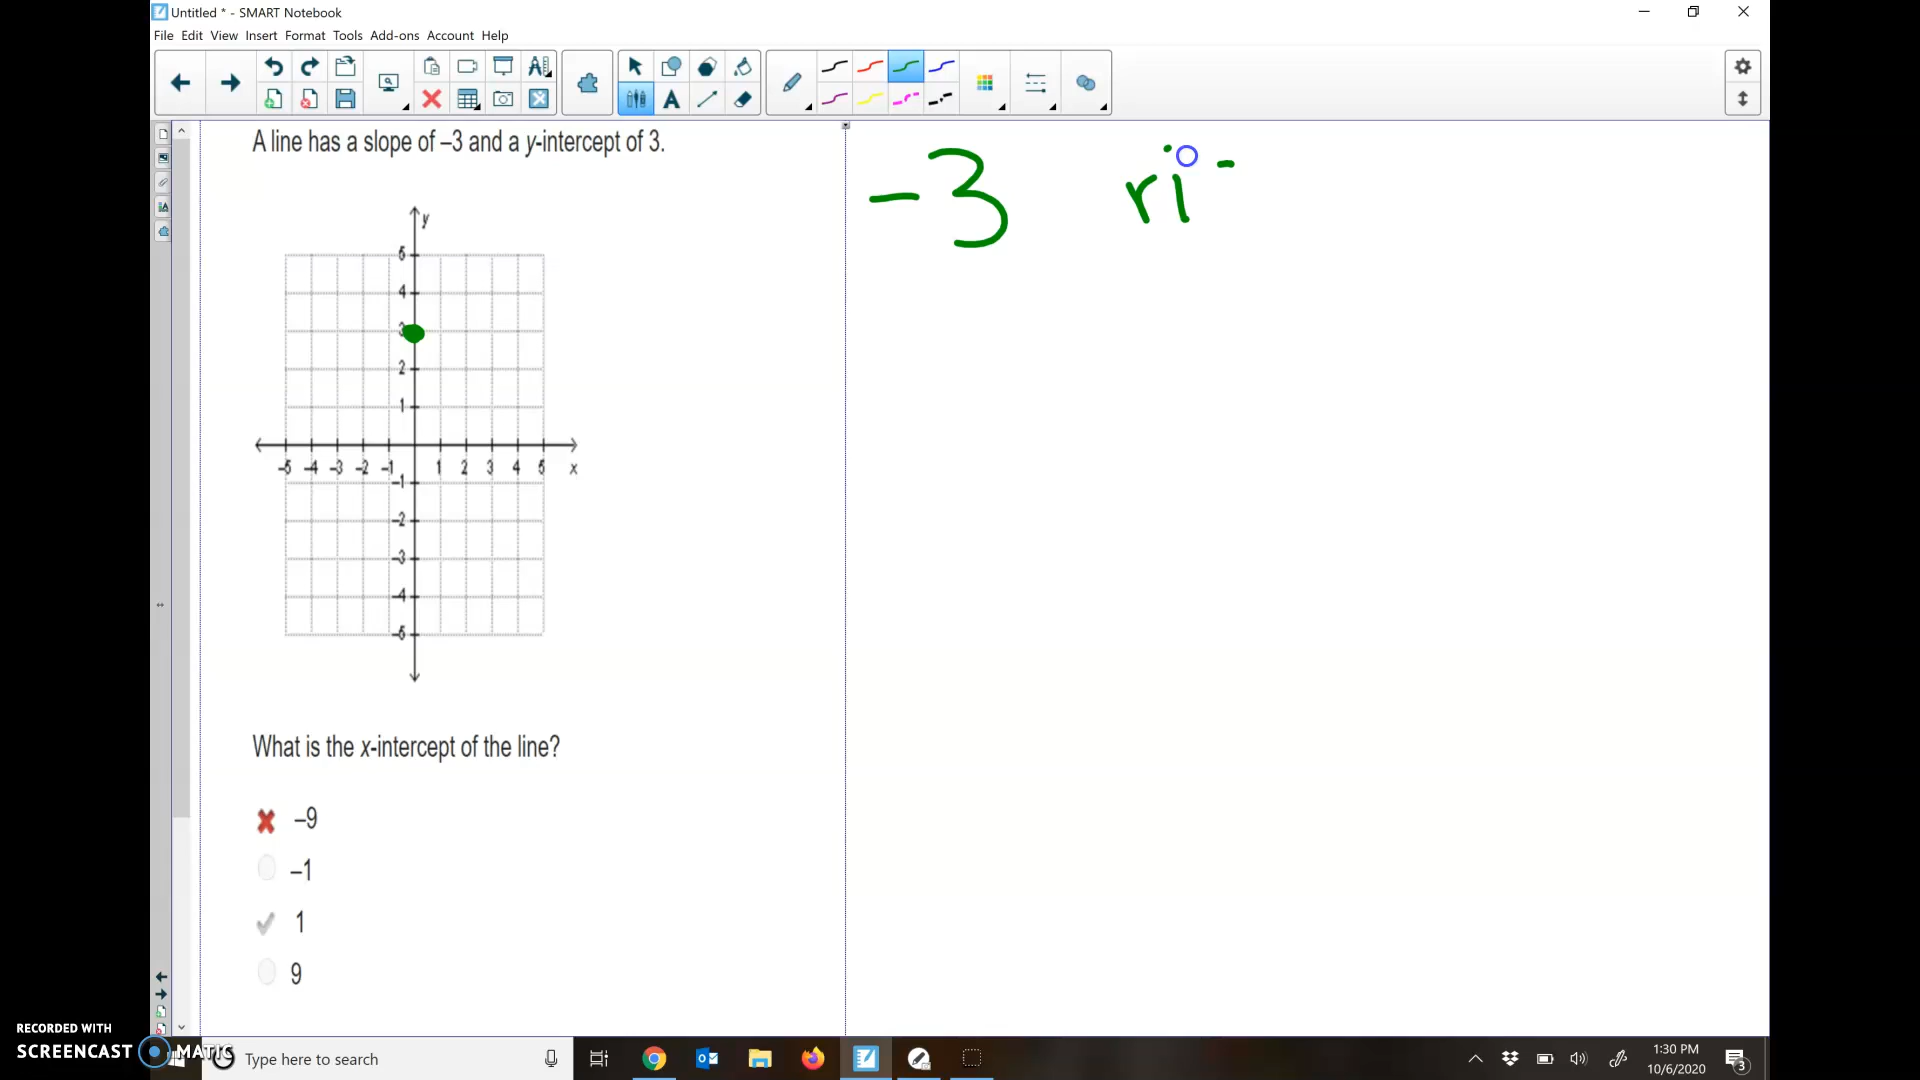 Untitled * - SMART Notebook
File Edit View Insert Format Tools Add-ons Account Help
A line has a slope of –3 and a y-intercept of 3.
-3 ri -
y
5
4
3
2
1
-5 -4 -3 -2 -1 1 2 3 4 5 x
-1
-2
-3
-4
-5
What is the x-intercept of the line?
–9
–1
1
9
RECORDED WITH
SCREENCAST MATIC
Type here to search
1:30 PM
10/6/2020
3